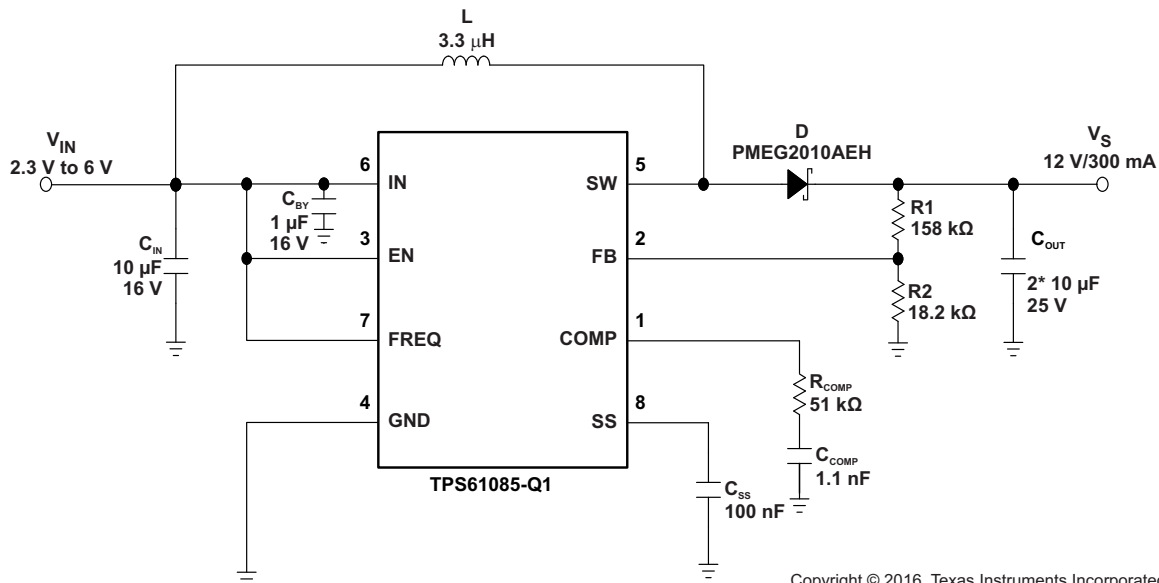 L
3.3 μH
V_IN
2.3 V to 6 V
C_IN
10 µF
16 V
C_BY
1 µF
16 V
6
IN
3
EN
7
FREQ
4
GND
5
SW
2
FB
1
COMP
8
SS
TPS61085-Q1
D
PMEG2010AEH
V_S
12 V/300 mA
R1
158 kΩ
R2
18.2 kΩ
C_OUT
2* 10 µF
25 V
R_COMP
51 kΩ
C_COMP
1.1 nF
C_SS
100 nF
Copyright © 2016, Texas Instruments Incorporated